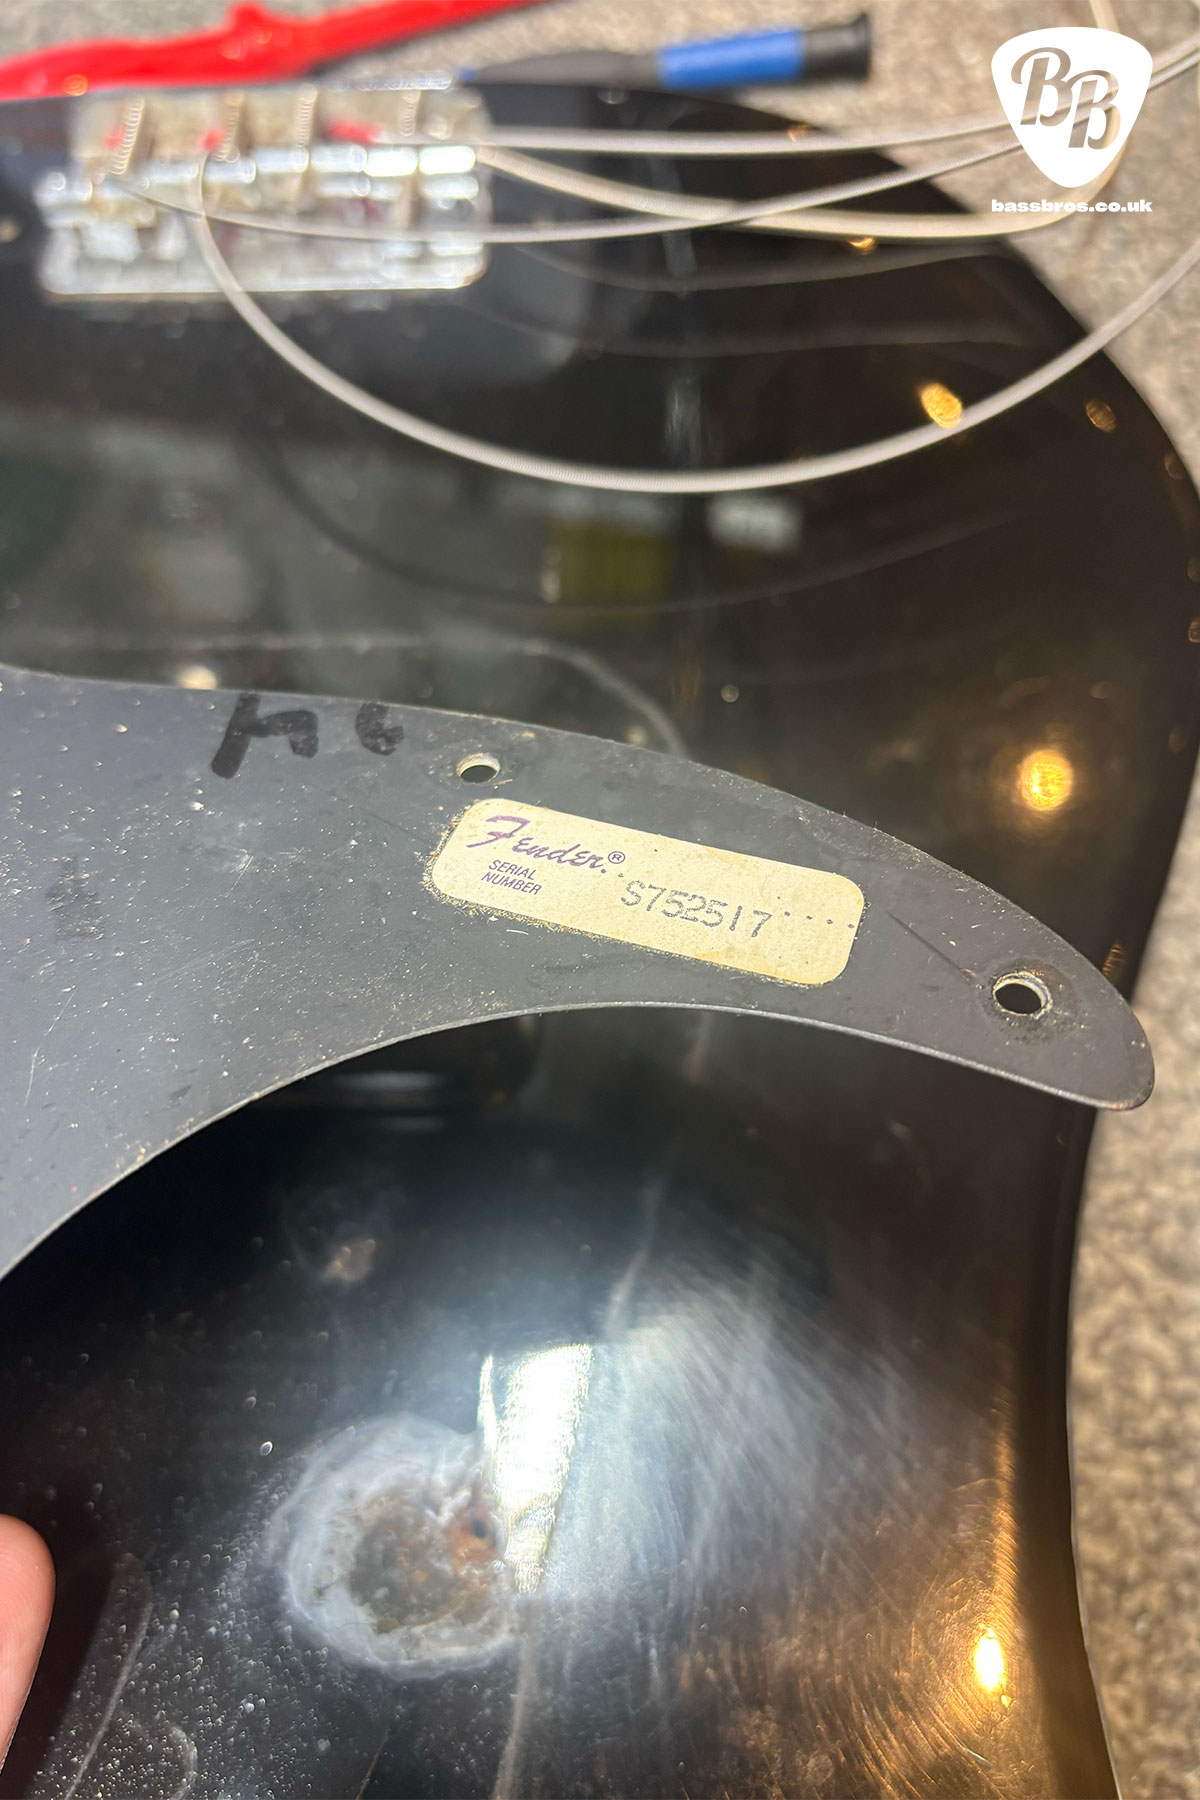 BB
bassbros.co.uk
Fender®
SERIAL
NUMBER
S752517